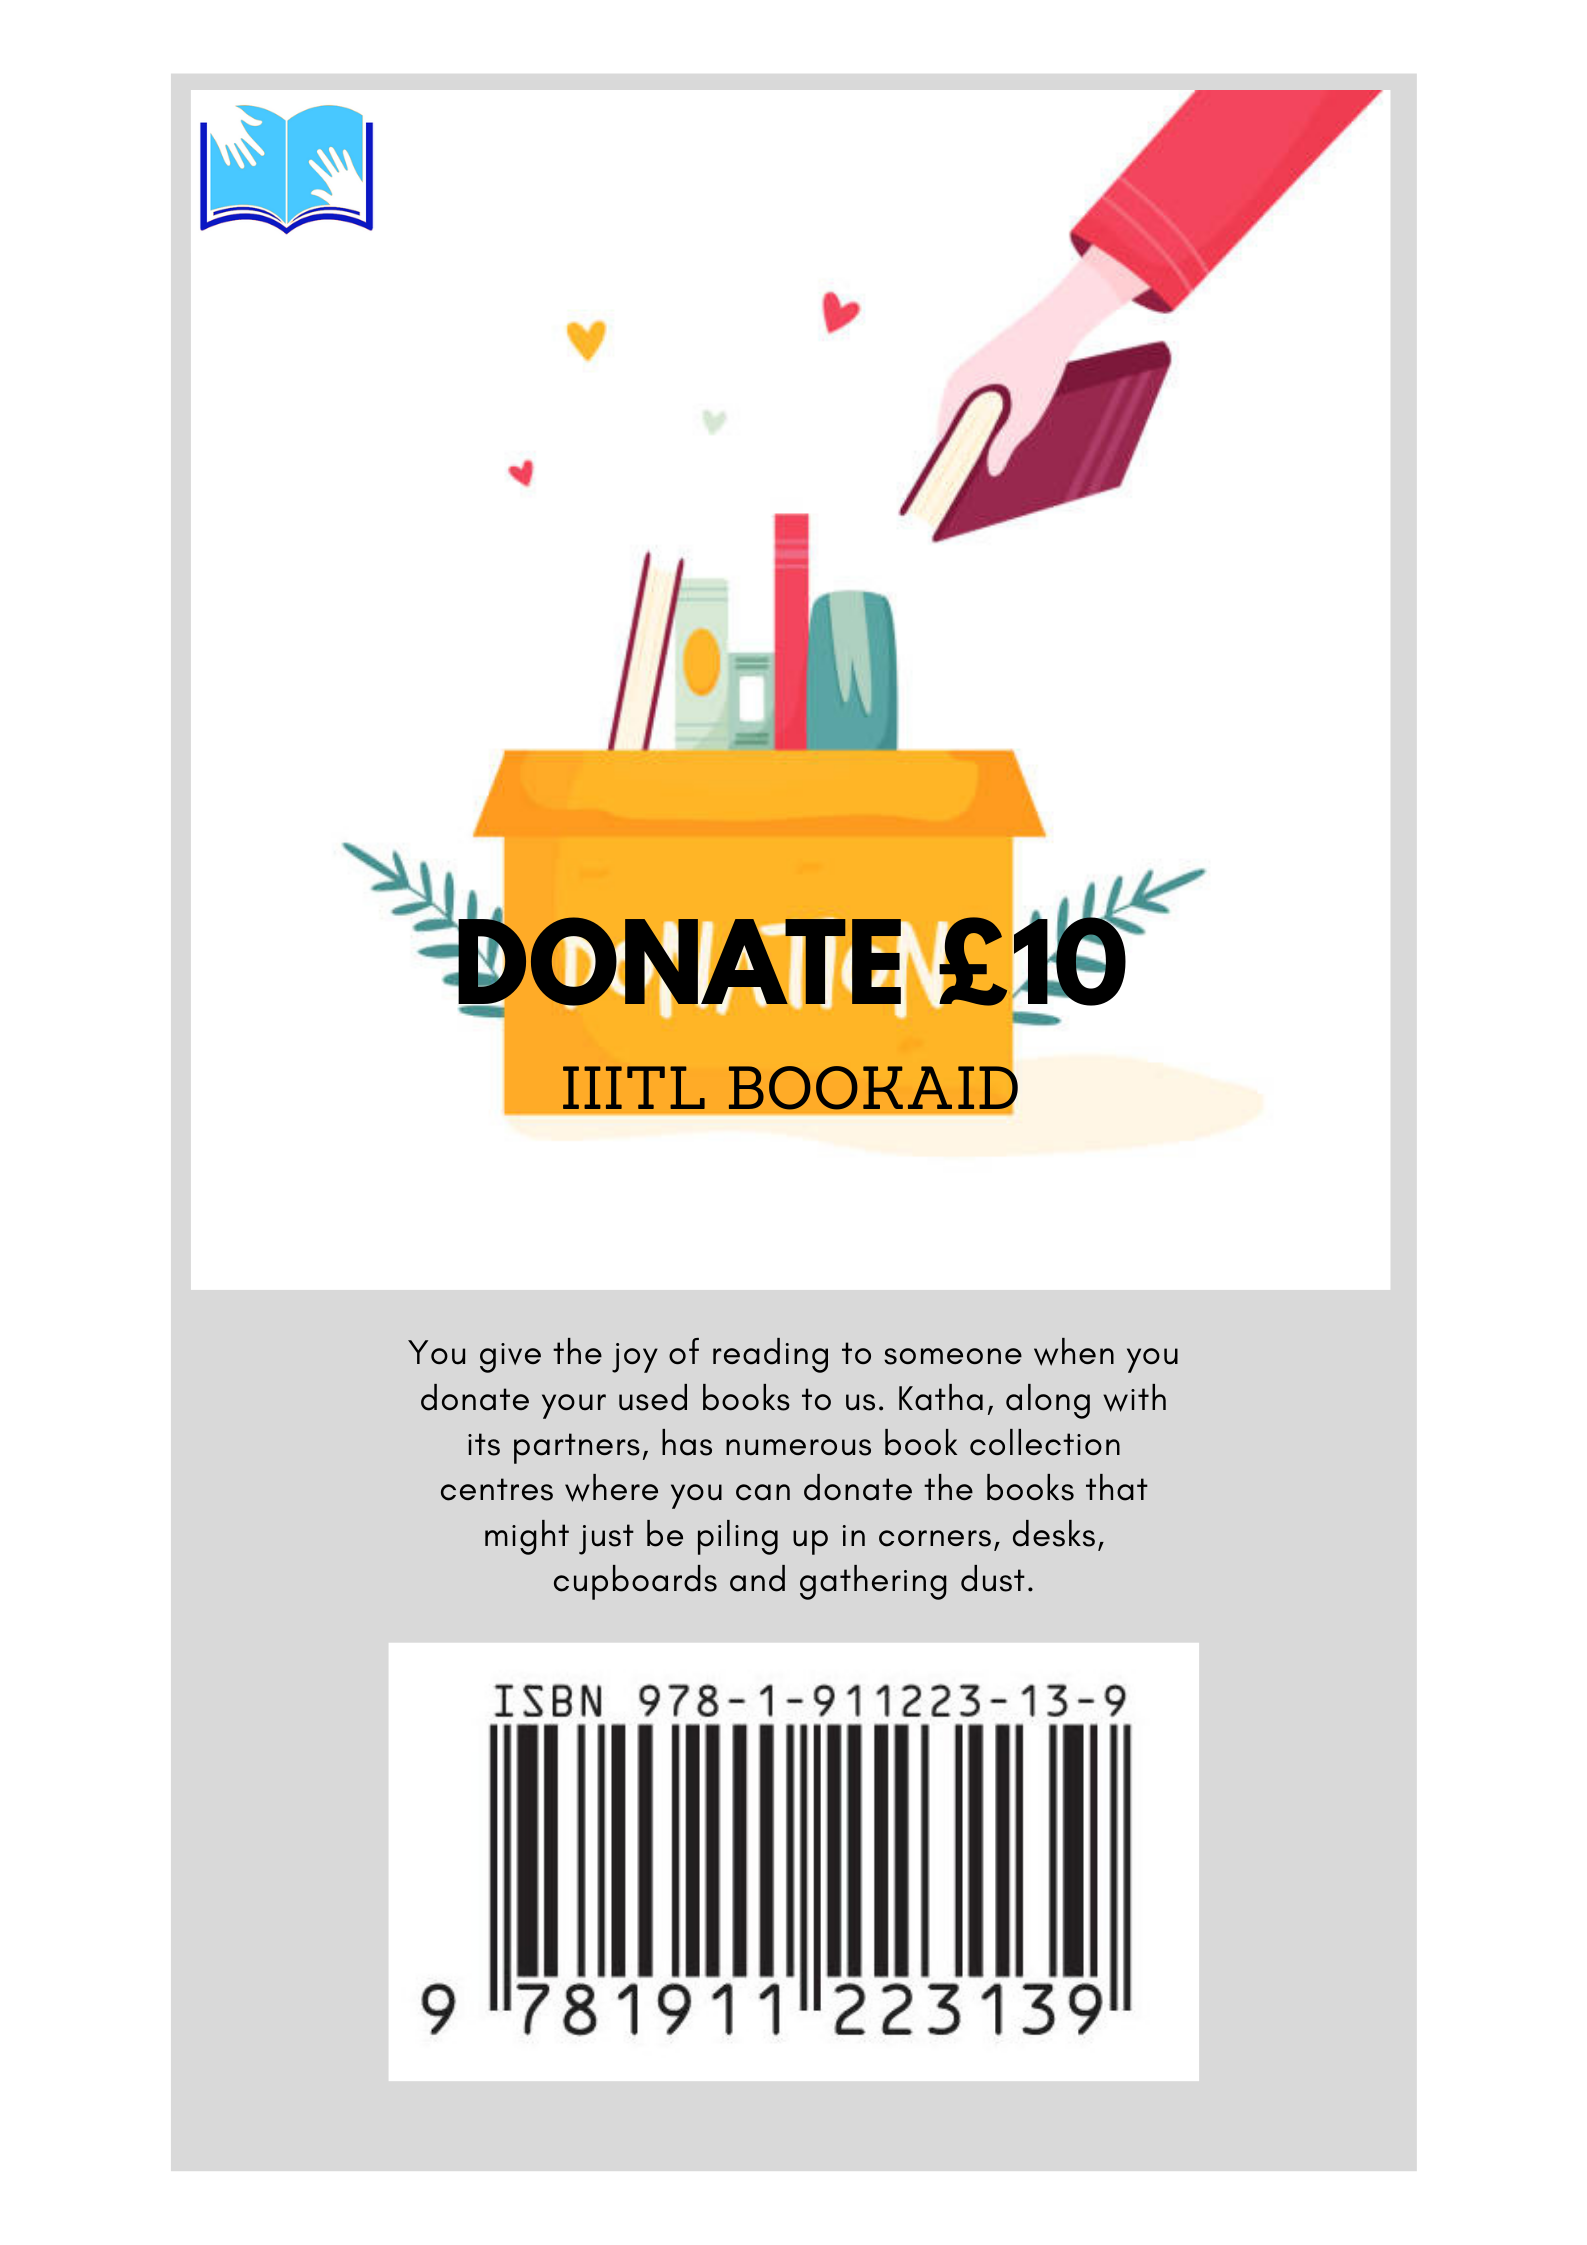 DONATE £10
DONATION
IIITL BOOKAID
You give the joy of reading to someone when you
donate your used books to us. Katha, along with
its partners, has numerous book collection
centres where you can donate the books that
might just be piling up in corners, desks,
cupboards and gathering dust.
ISBN 978-1-911223-13-9
9 781911 223139